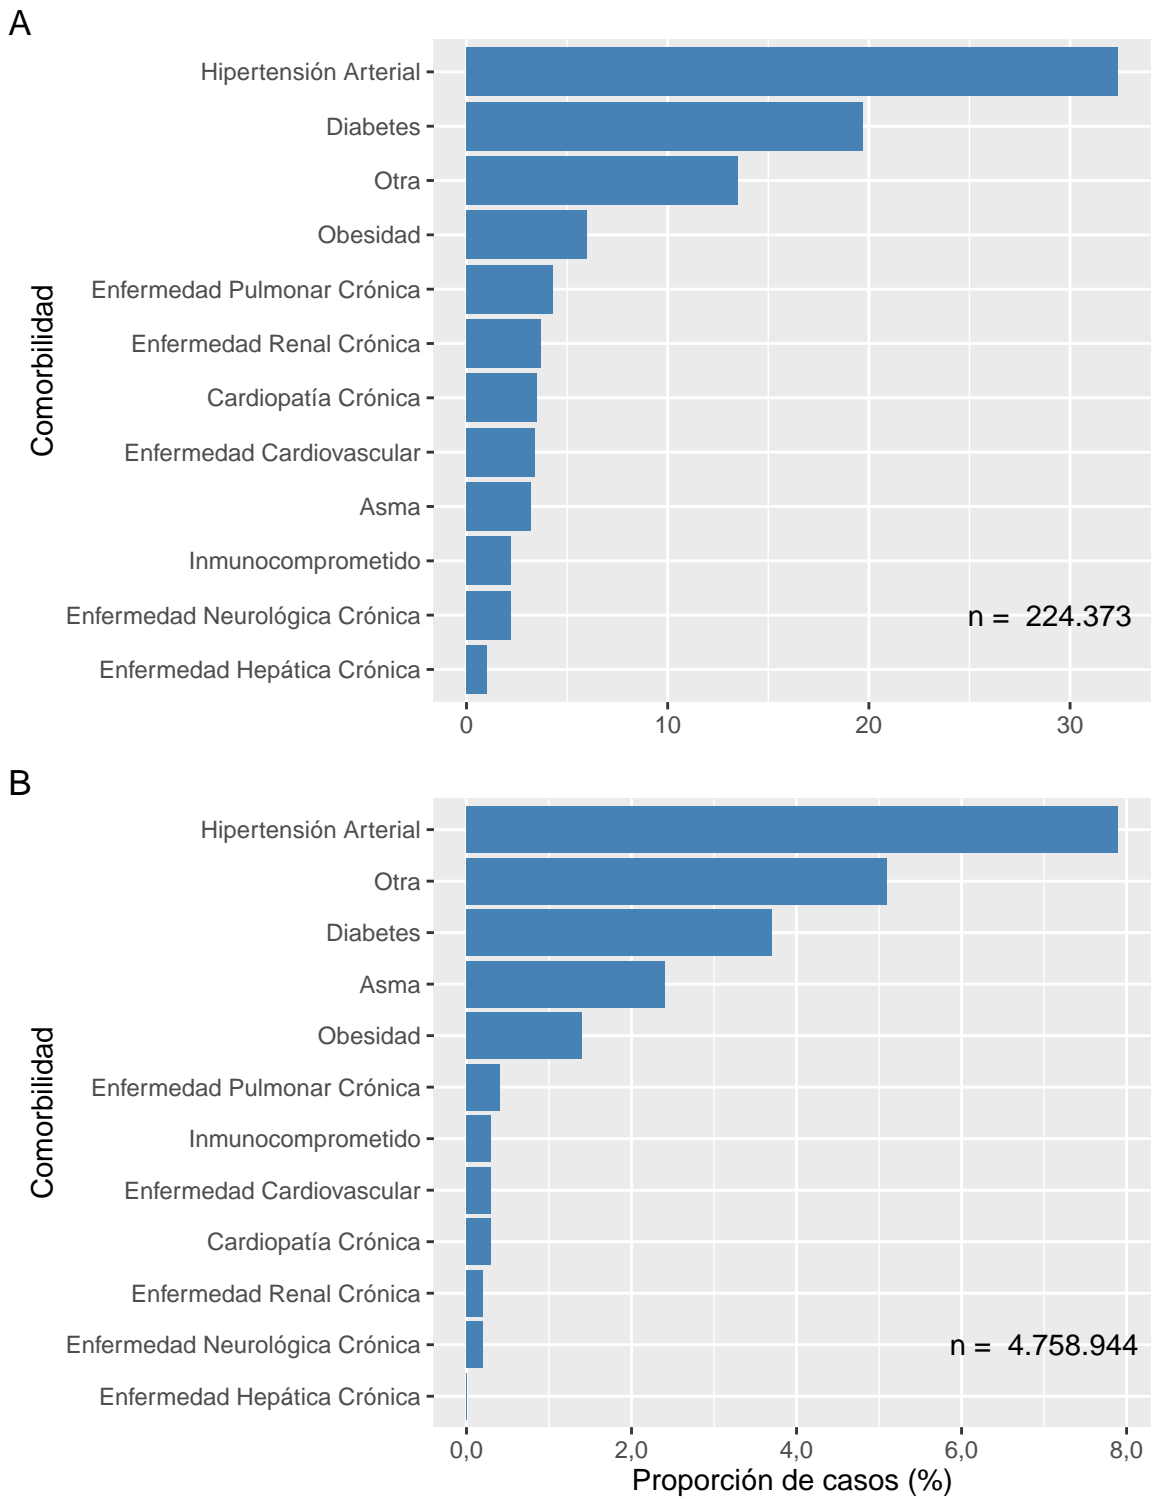 A
Hipertensión Arterial
Diabetes
Otra
Obesidad
Enfermedad Pulmonar Crónica
Enfermedad Renal Crónica
Cardiopatía Crónica
Enfermedad Cardiovascular
Asma
Inmunocomprometido
Enfermedad Neurológica Crónica
Enfermedad Hepática Crónica
Comorbilidad
n = 224.373
0 10 20 30
B
Hipertensión Arterial
Otra
Diabetes
Asma
Obesidad
Enfermedad Pulmonar Crónica
Inmunocomprometido
Enfermedad Cardiovascular
Cardiopatía Crónica
Enfermedad Renal Crónica
Enfermedad Neurológica Crónica
Enfermedad Hepática Crónica
Comorbilidad
n = 4.758.944
0,0 2,0 4,0 6,0 8,0
Proporción de casos (%)